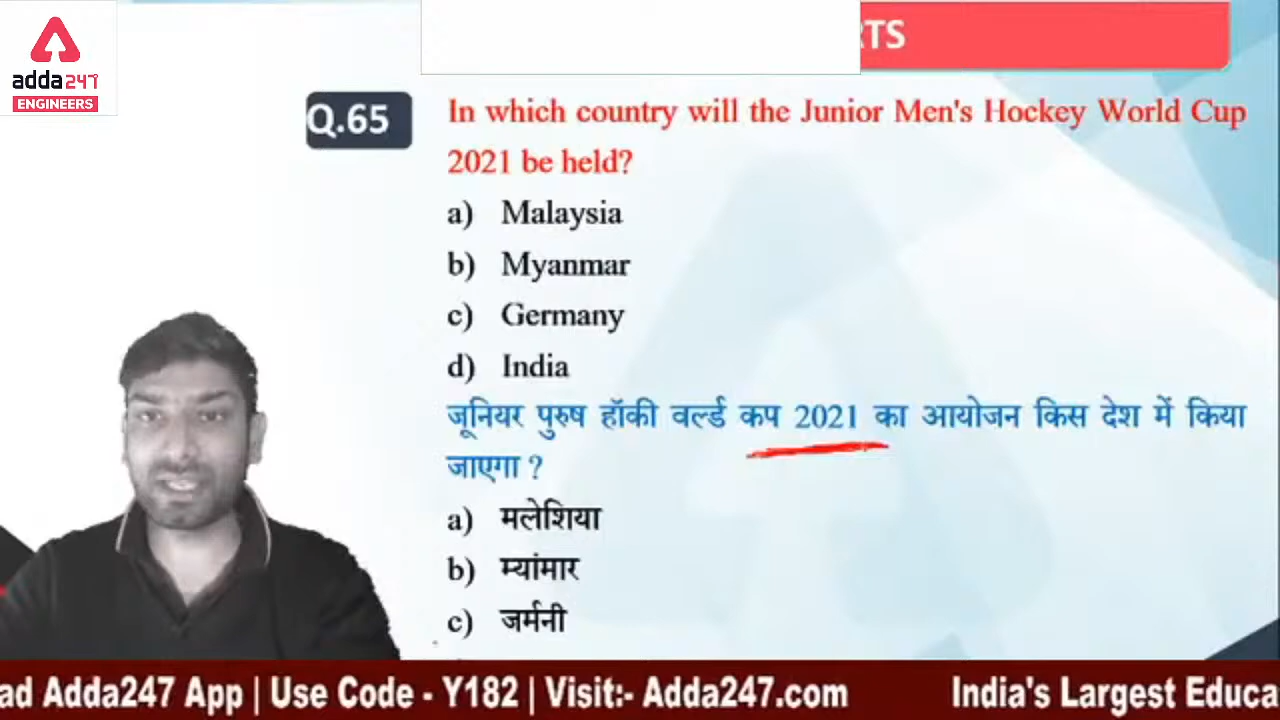 adda247
ENGINEERS
Q.65
In which country will the Junior Men's Hockey World Cup
2021 be held?
a) Malaysia
b) Myanmar
c) Germany
d) India
जूनियर पुरुष हॉकी वर्ल्ड कप 2021 का आयोजन किस देश में किया
जाएगा ?
a) मलेशिया
b) म्यांमार
c) जर्मनी
ad Adda247 App | Use Code - Y182 | Visit:- Adda247.com India's Largest Educa